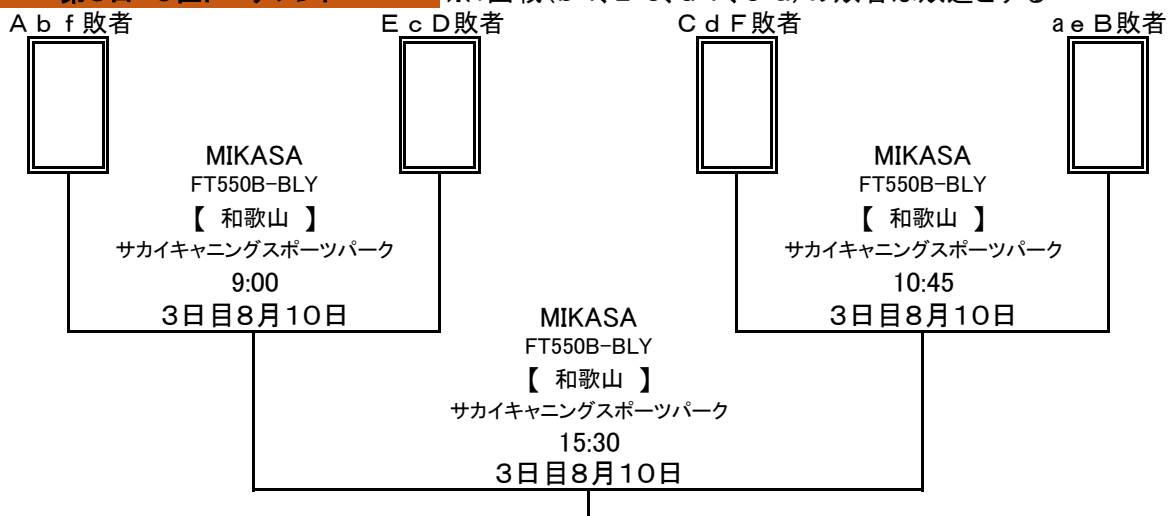 Aｂｆ敗者 EｃD敗者 CｄF敗者 aｅB敗者
MIKASA MIKASA
FT550B-BLY FT550B-BLY
【 和歌山 】 【 和歌山 】
サカイキャニングスポーツパーク サカイキャニングスポーツパーク
9:00 10:45
3日目8月10日 3日目8月10日
MIKASA
FT550B-BLY
【 和歌山 】
サカイキャニングスポーツパーク
15:30
3日目8月10日